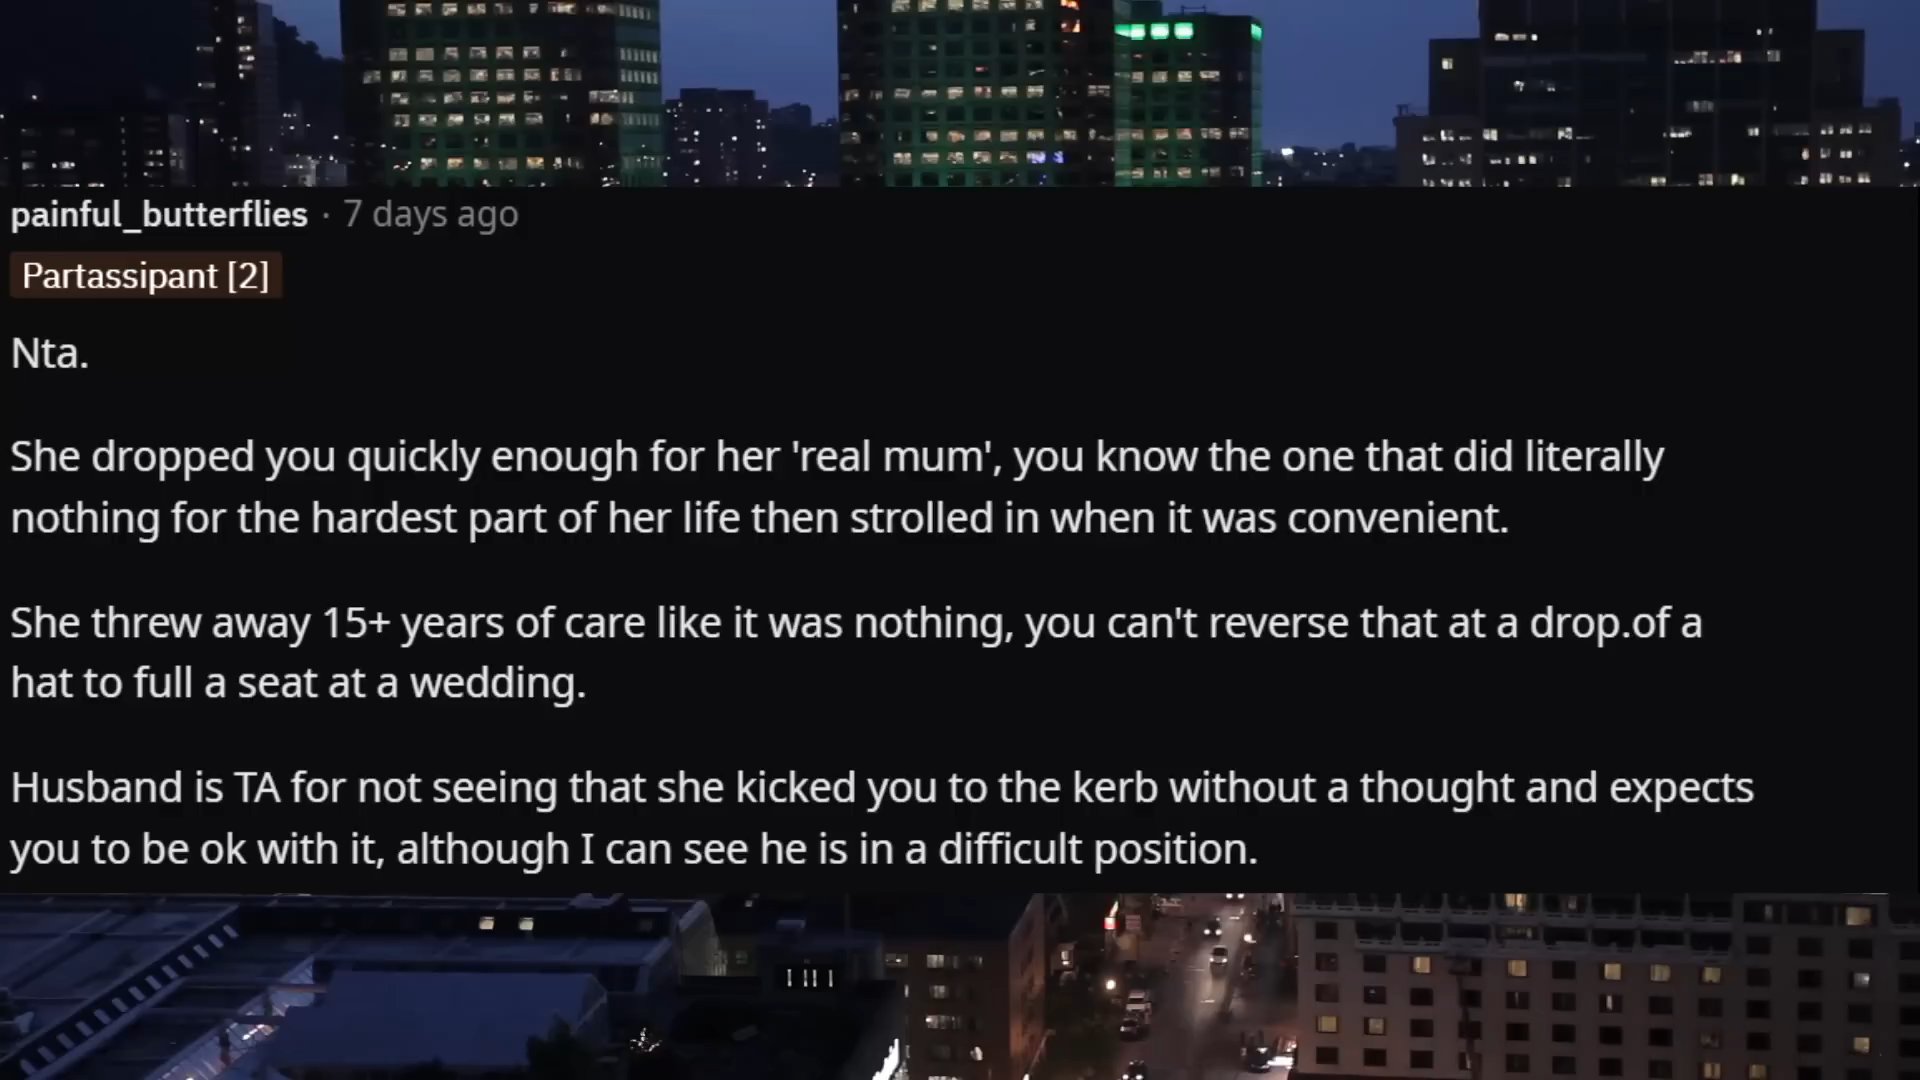 painful_butterflies · 7 days ago
Partassipant [2]
Nta.
She dropped you quickly enough for her 'real mum', you know the one that did literally
nothing for the hardest part of her life then strolled in when it was convenient.
She threw away 15+ years of care like it was nothing, you can't reverse that at a drop.of a
hat to full a seat at a wedding.
Husband is TA for not seeing that she kicked you to the kerb without a thought and expects
you to be ok with it, although I can see he is in a difficult position.